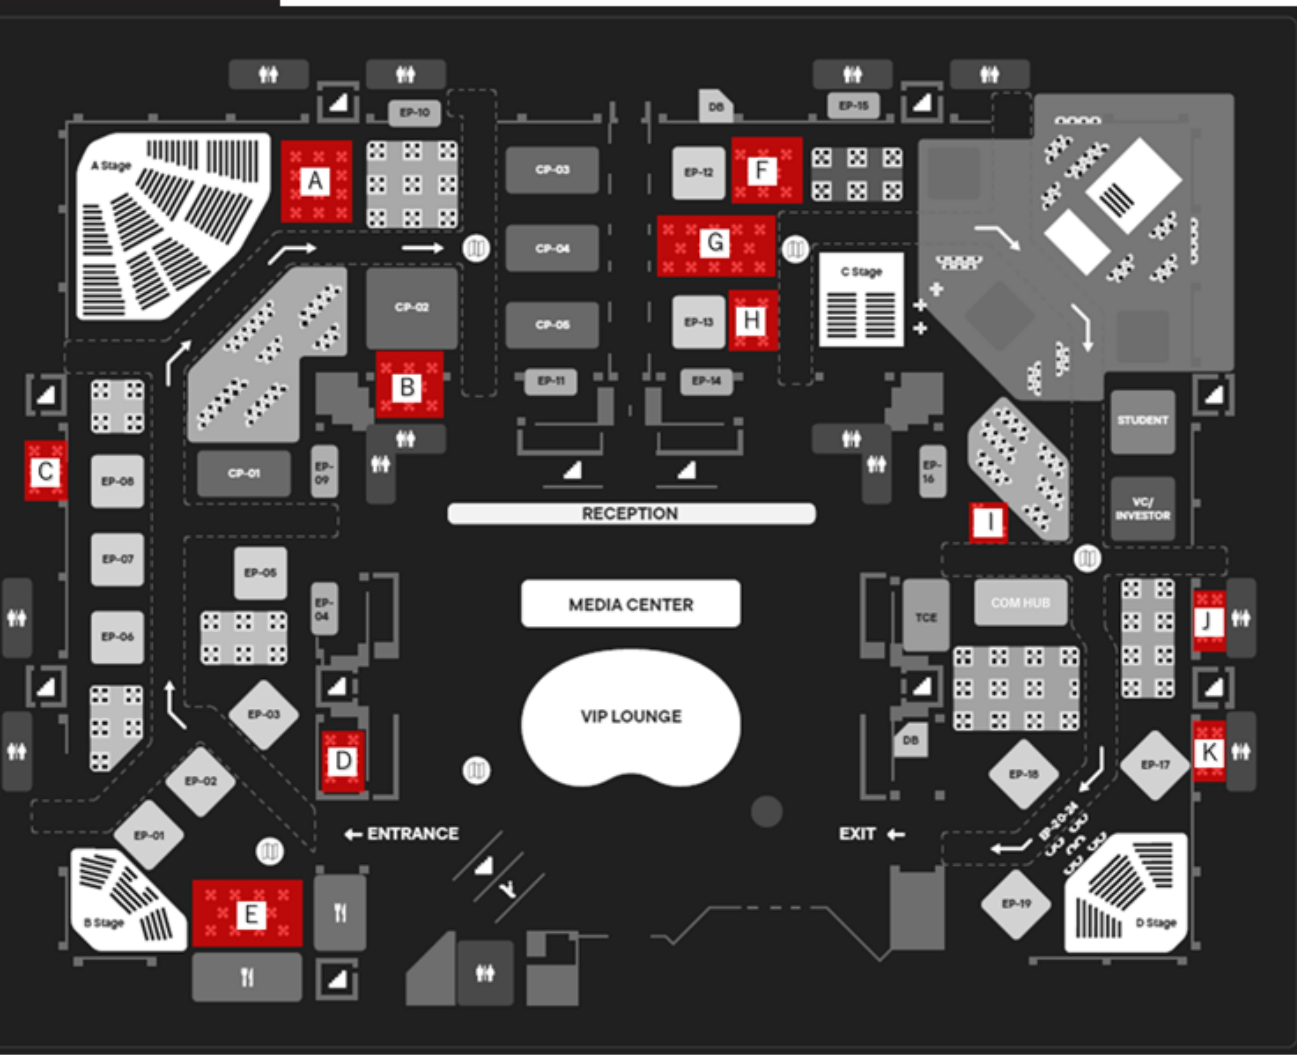 DB
EP-15
EP-10
A Stage
A
CP-03
EP-12
F
CP-04
G
C Stage
CP-02
CP-05
EP-13
H
B
EP-11
EP-14
STUDENT
C
EP-08
CP-01
EP-
09
EP-
16
VC/
INVESTOR
RECEPTION
I
EP-07
EP-05
MEDIA CENTER
COM HUB
EP-
04
TCE
J
EP-06
EP-03
VIP LOUNGE
DB
EP-02
D
EP-18
EP-17
K
EP-01
ENTRANCE
EXIT
EP-20-24
B Stage
E
EP-19
D Stage